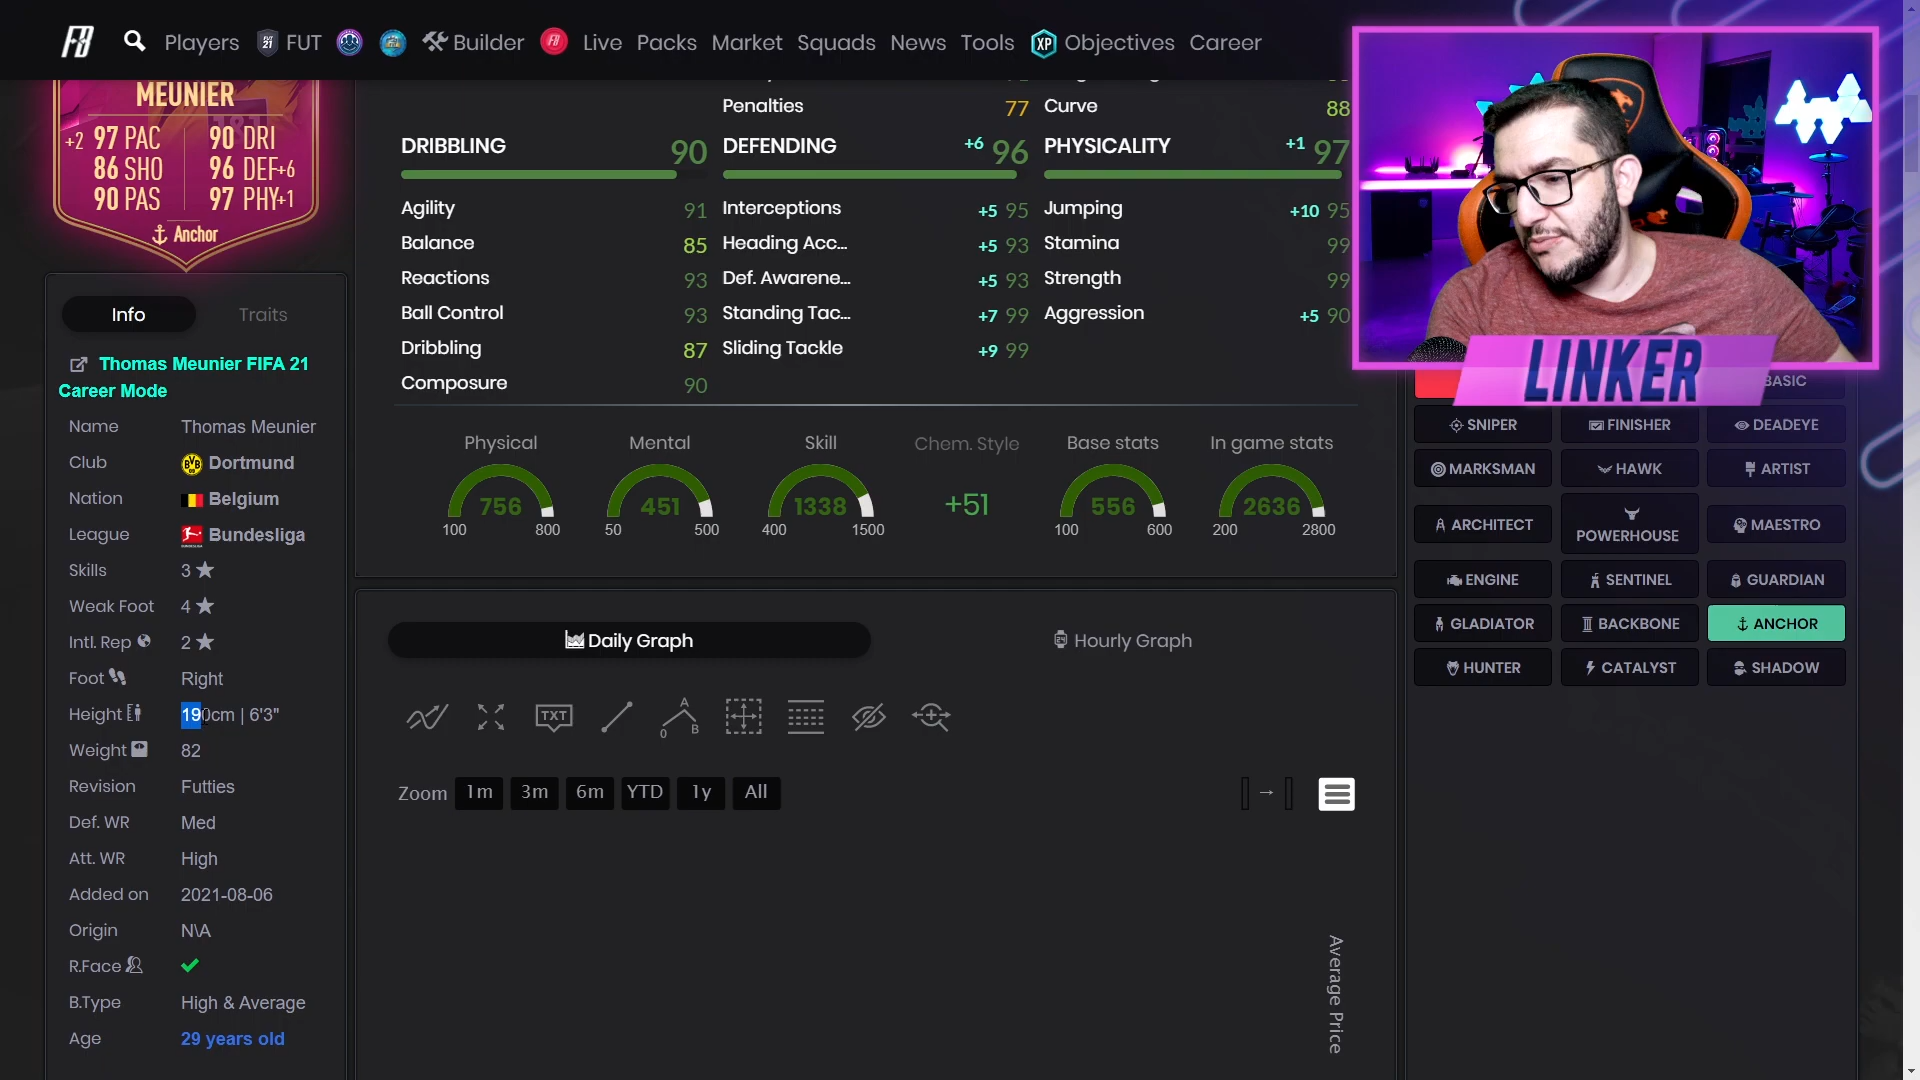 Players
FUT
Builder
Live
Packs
Market
Squads
News
Tools
XP
Objectives
Career
MEUNIER
+2 97 PAC 90 DRI
86 SHO 96 DEF+6
90 PAS 97 PHY+1
Anchor
Penalties 77
Curve 88
DRIBBLING 90
DEFENDING +6 96
PHYSICALITY +1 97
Agility 91
Interceptions +5 95
Jumping +10 95
Balance 85
Heading Acc... +5 93
Stamina 99
Reactions 93
Def. Awarene... +5 93
Strength 99
Ball Control 93
Standing Tac... +7 99
Aggression +5 90
Dribbling 87
Sliding Tackle +9 99
Composure 90
Info
Traits
Thomas Meunier FIFA 21
Career Mode
Name Thomas Meunier
Club Dortmund
Nation Belgium
League Bundesliga
Skills 3
Weak Foot 4
Intl. Rep 2
Foot Right
Height 190cm | 6'3"
Weight 82
Revision Futties
Def. WR Med
Att. WR High
Added on 2021-08-06
Origin N\A
R.Face
B.Type High & Average
Age 29 years old
Physical
756
100 800
Mental
451
50 500
Skill
1338
400 1500
Chem. Style
+51
Base stats
556
100 600
In game stats
2636
200 2800
Daily Graph
Hourly Graph
TXT
A
0 B
Zoom 1m 3m 6m YTD 1y All
→
Average Price
LINKER
BASIC
SNIPER
FINISHER
DEADEYE
MARKSMAN
HAWK
ARTIST
ARCHITECT
POWERHOUSE
MAESTRO
ENGINE
SENTINEL
GUARDIAN
GLADIATOR
BACKBONE
ANCHOR
HUNTER
CATALYST
SHADOW